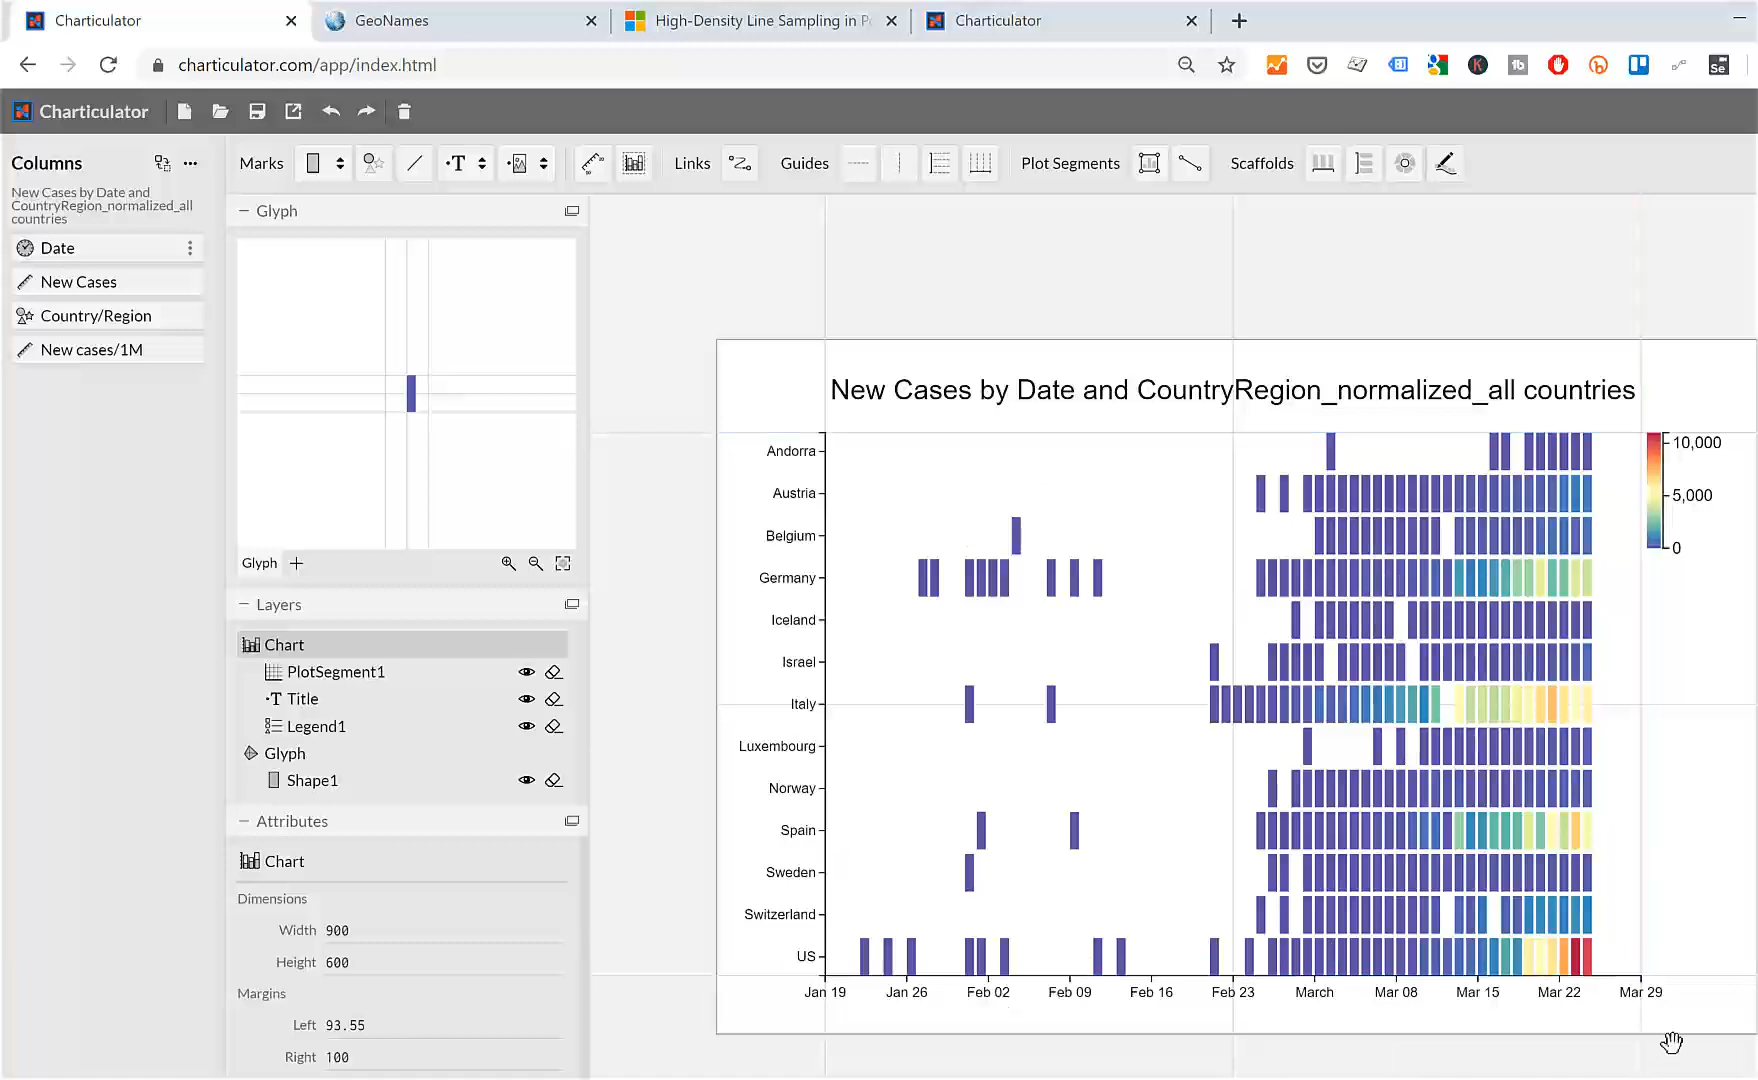 Charticulator
GeoNames
High-Density Line Sampling in
Charticulator
charticulator.com/app/index.html
Charticulator
Columns
New Cases by Date and
CountryRegion_normalized_all
countries
Date
New Cases
Country/Region
New cases/1M
Marks
Links
Guides
Plot Segments
Scaffolds
Glyph
Glyph
Layers
Chart
PlotSegment1
T Title
Legend1
Glyph
Shape1
Attributes
Chart
Dimensions
Width 900
Height 600
Margins
Left 93.55
Right 100
New Cases by Date and CountryRegion_normalized_all countries
Andorra
Austria
Belgium
Germany
Iceland
Israel
Italy
Luxembourg
Norway
Spain
Sweden
Switzerland
US
Jan 19 Jan 26 Feb 02 Feb 09 Feb 16 Feb 23 March Mar 08 Mar 15 Mar 22 Mar 29
10,000
5,000
0